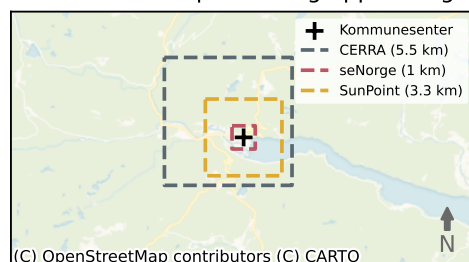 Kommunesenter
CERRA (5.5 km)
seNorge (1 km)
SunPoint (3.3 km)
N
(C) OpenStreetMap contributors (C) CARTO